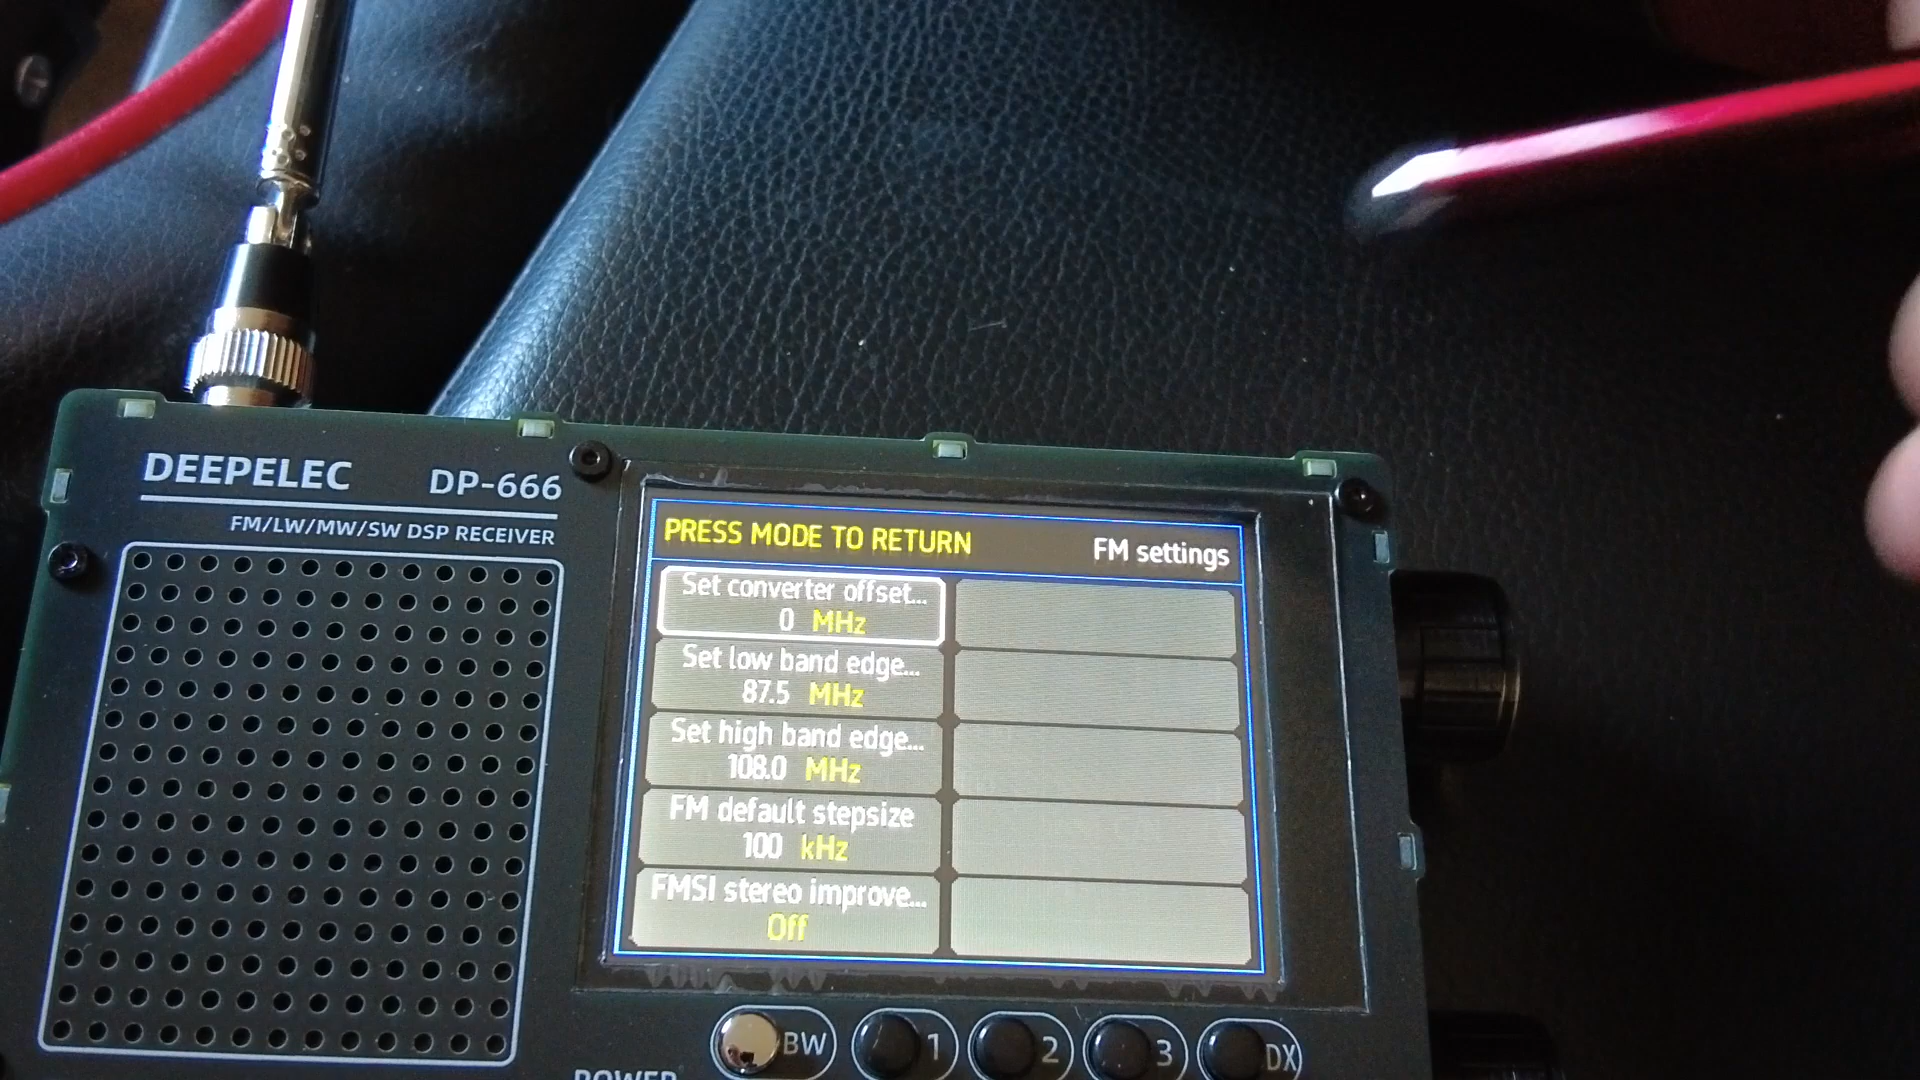 DEEPELEC DP-666
FM/LW/MW/SW DSP RECEIVER
PRESS MODE TO RETURN FM settings
Set converter offset...
0 MHz
Set low band edge...
87.5 MHz
Set high band edge...
108.0 MHz
FM default stepsize
100 kHz
FMSI stereo improve...
Off
BW 1 2 3 DX
POWER